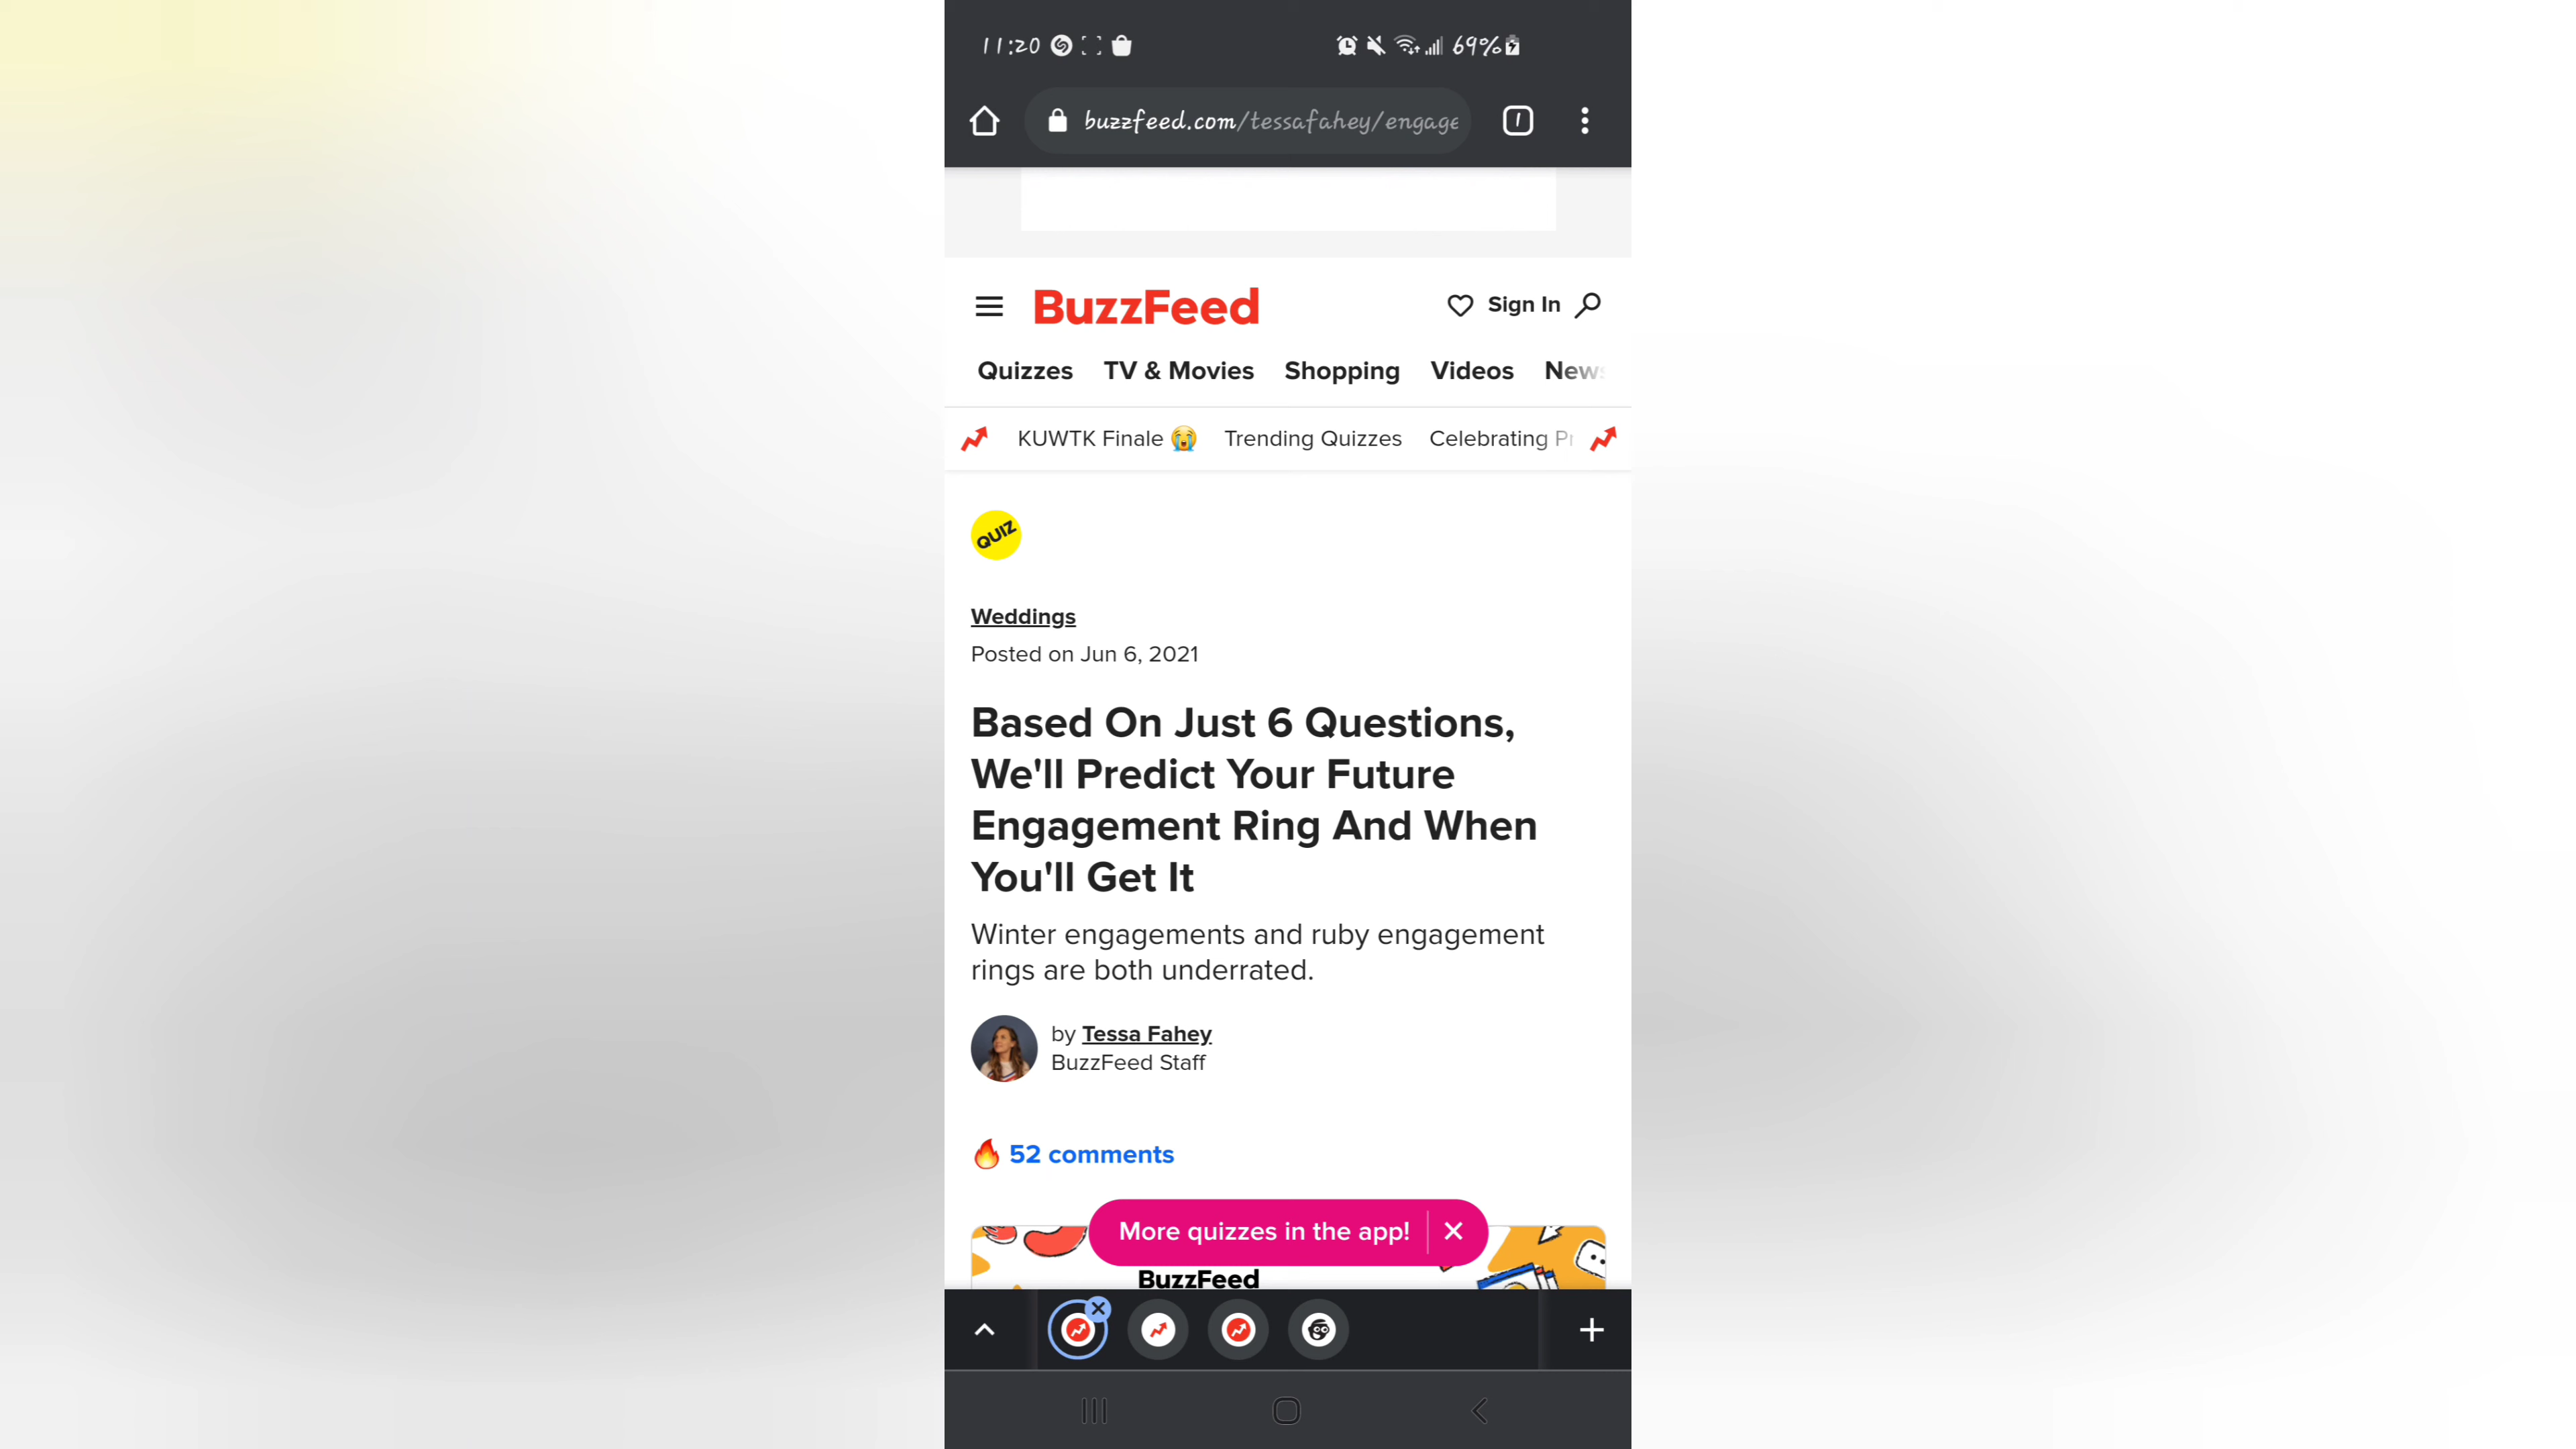 11:20
69%
buzzfeed.com/tessafahey/engage
BuzzFeed
Sign In
Quizzes TV & Movies Shopping Videos News
KUWTK Finale 😭 Trending Quizzes Celebrating Pr
QUIZ
Weddings
Posted on Jun 6, 2021
Based On Just 6 Questions,
We'll Predict Your Future
Engagement Ring And When
You'll Get It
Winter engagements and ruby engagement
rings are both underrated.
by Tessa Fahey
BuzzFeed Staff
🔥 52 comments
More quizzes in the app!
BuzzFeed